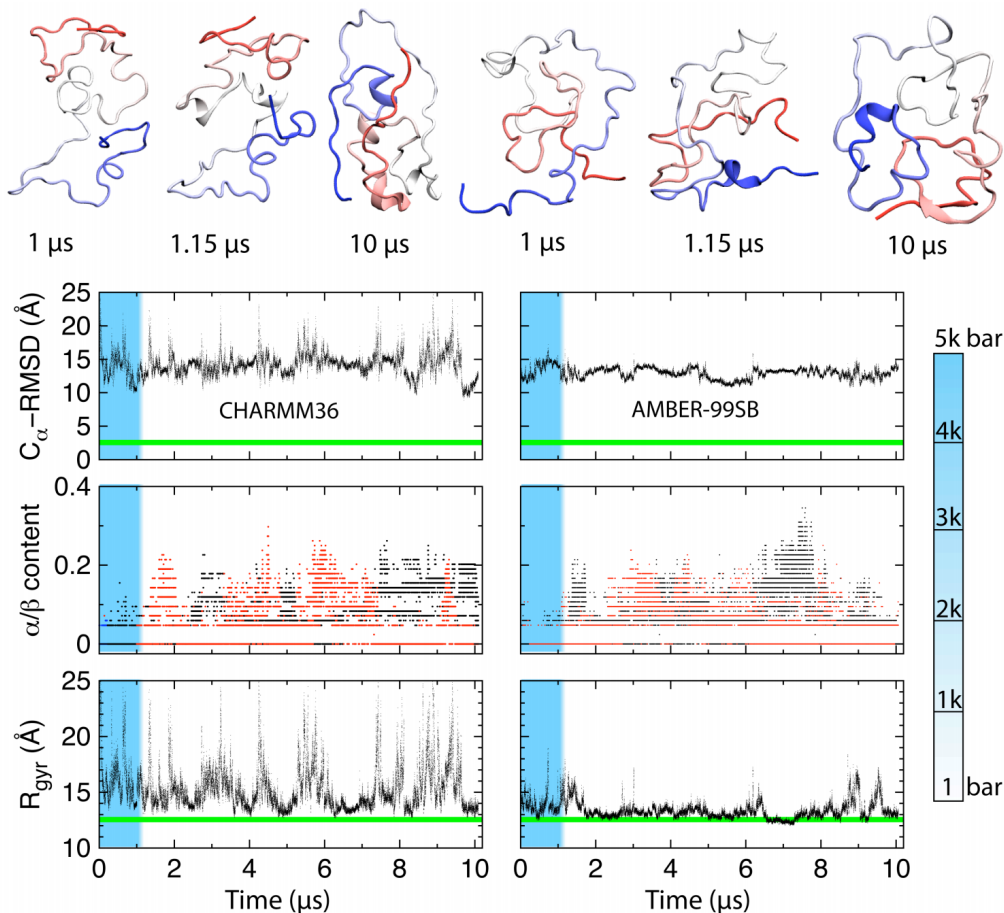 1 μs
1.15 μs
10 μs
1 μs
1.15 μs
10 μs
25
20
15
10
5
0
Cα−RMSD (Å)
CHARMM36
AMBER-99SB
0.4
0.2
0
α/β content
25
20
15
10
Rgyr (Å)
0 2 4 6 8 10
0 2 4 6 8 10
Time (μs)
Time (μs)
5k bar
4k
3k
2k
1k
1 bar